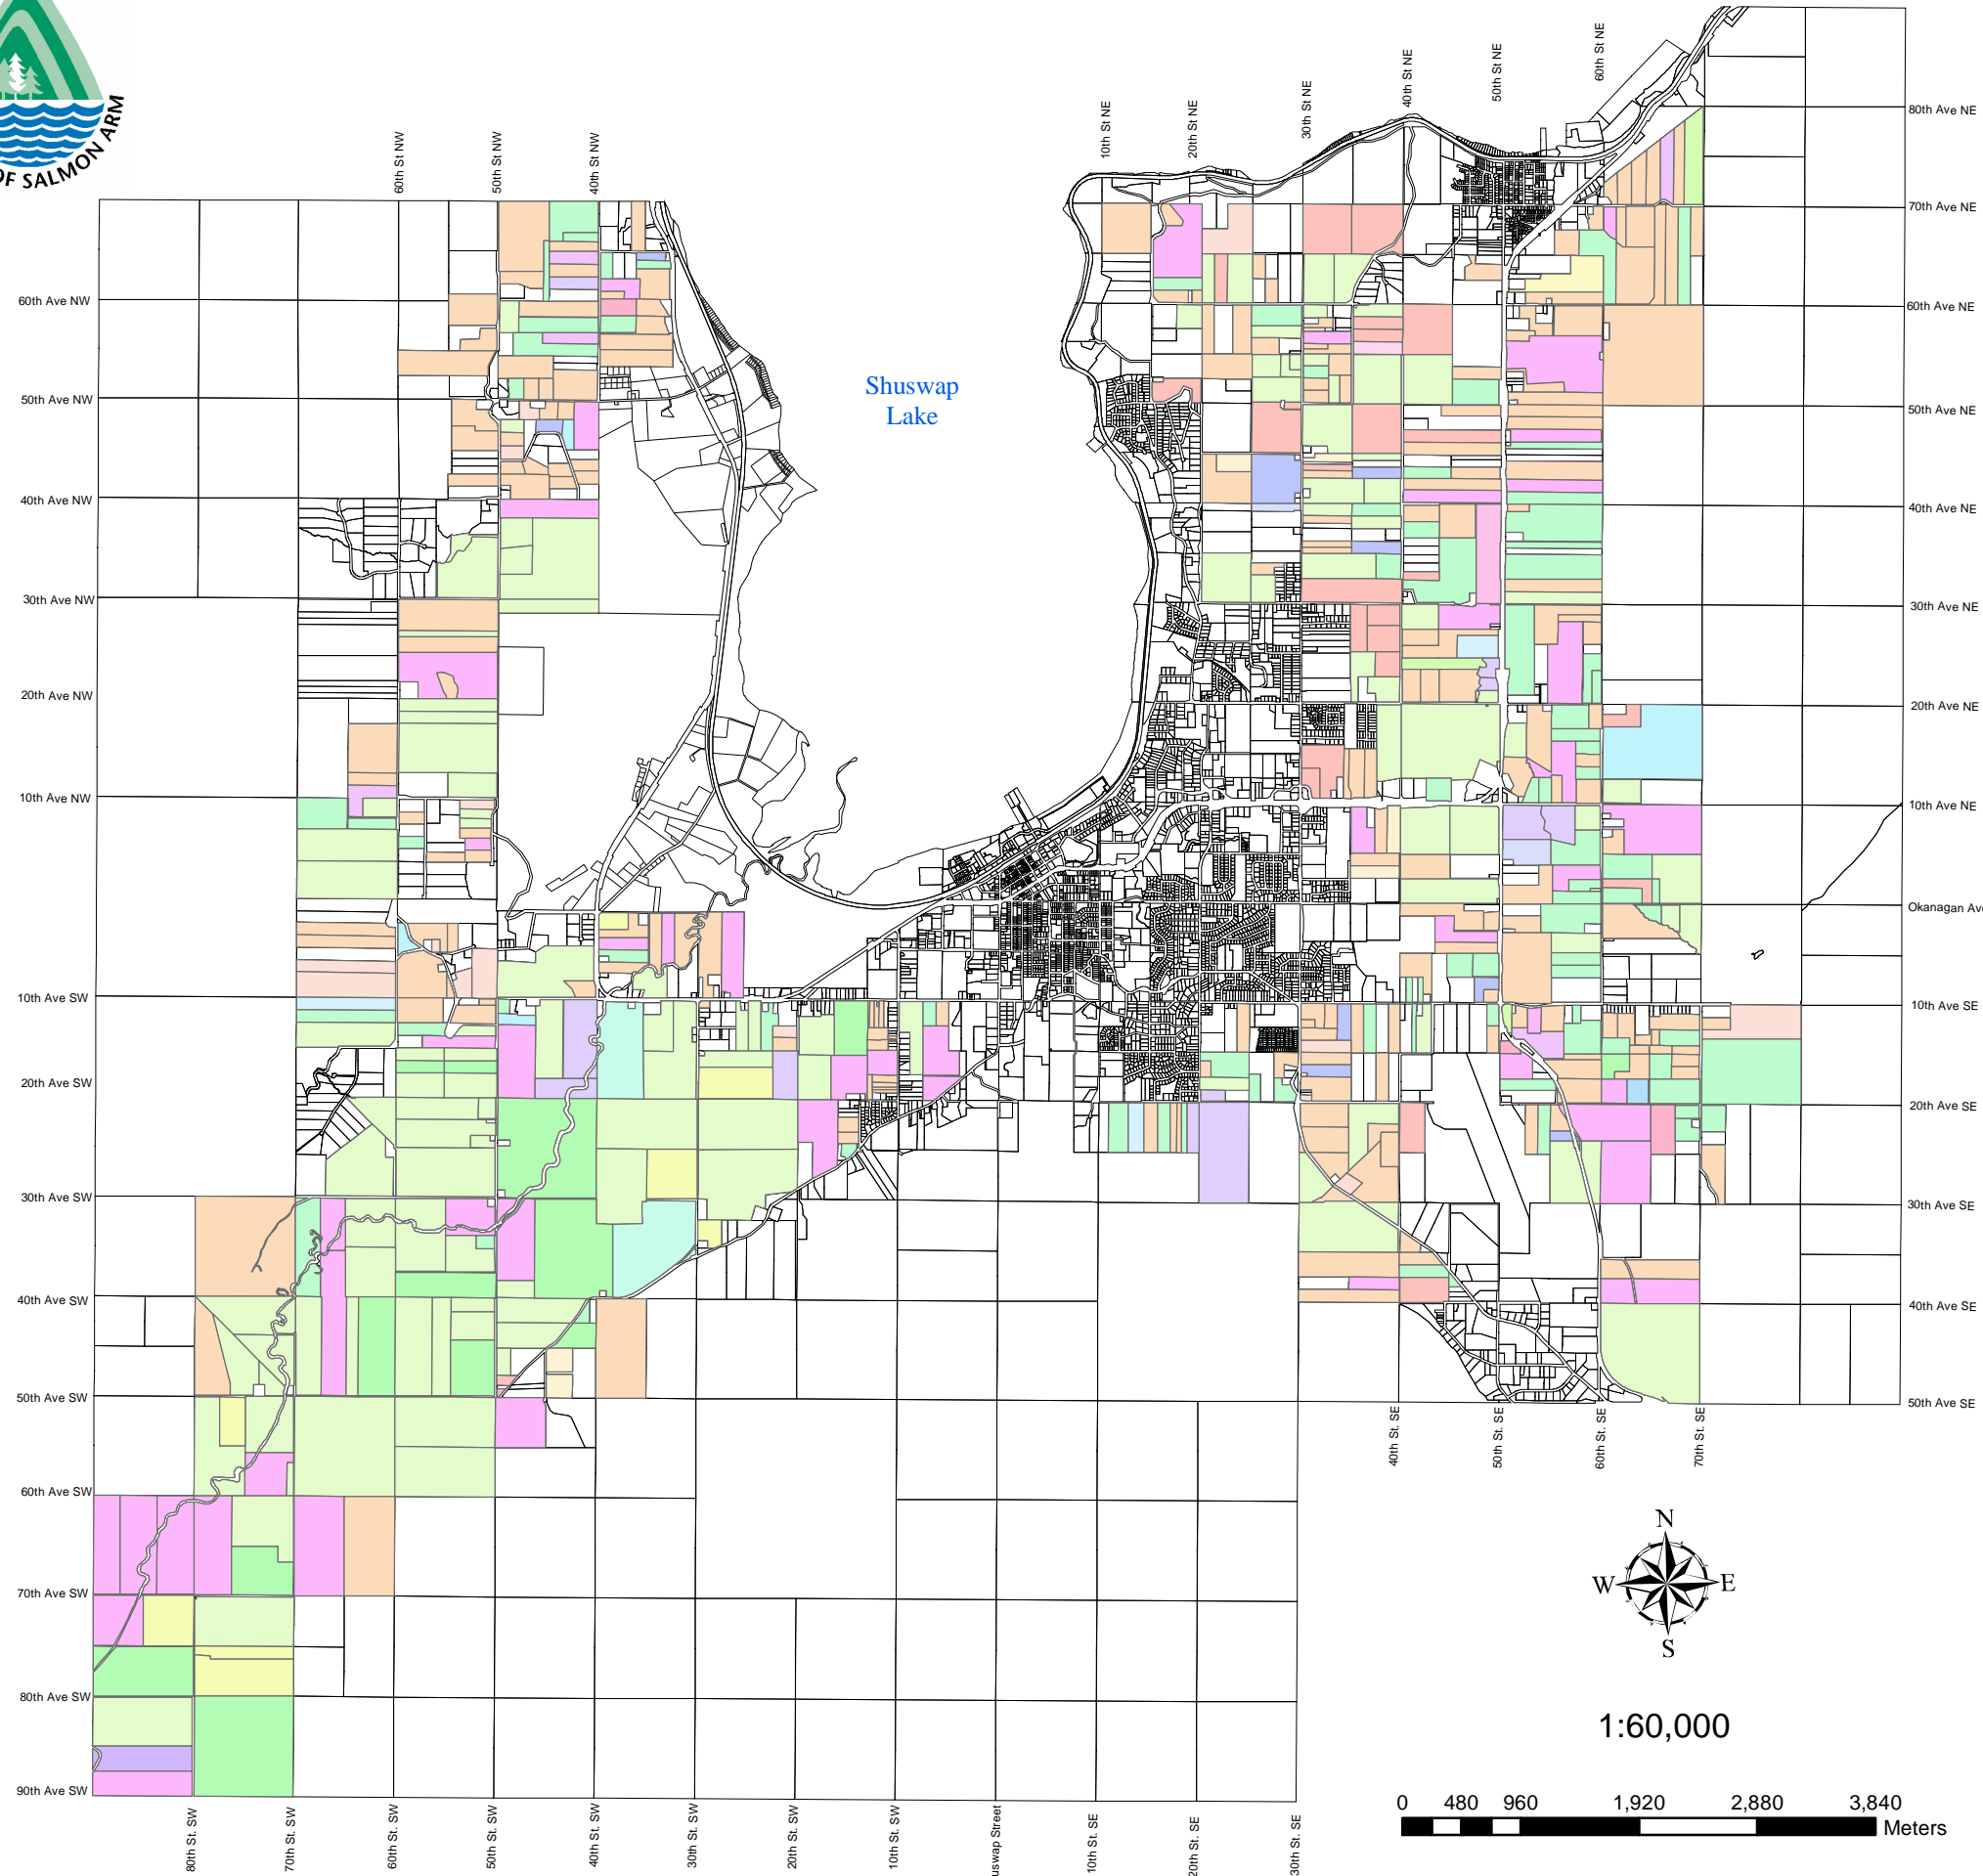 OF SALMON ARM
60th St NW
50th St NW
40th St NW
10th St NE
20th St NE
30th St NE
40th St NE
50th St NE
60th St NE
80th Ave NE
70th Ave NE
60th Ave NE
50th Ave NE
40th Ave NE
30th Ave NE
20th Ave NE
10th Ave NE
Okanagan Av
10th Ave SE
20th Ave SE
30th Ave SE
40th Ave SE
50th Ave SE
60th Ave NW
50th Ave NW
40th Ave NW
30th Ave NW
20th Ave NW
10th Ave NW
10th Ave SW
20th Ave SW
30th Ave SW
40th Ave SW
50th Ave SW
60th Ave SW
70th Ave SW
80th Ave SW
90th Ave SW
Shuswap
Lake
40th St. SE
50th St. SE
60th St. SE
70th St. SE
N
W E
S
1:60,000
0 480 960 1,920 2,880 3,840
Meters
80th St. SW
70th St. SW
60th St. SW
50th St. SW
40th St. SW
30th St. SW
20th St. SW
10th St. SW
uswap Street
10th St. SE
20th St. SE
30th St. SE